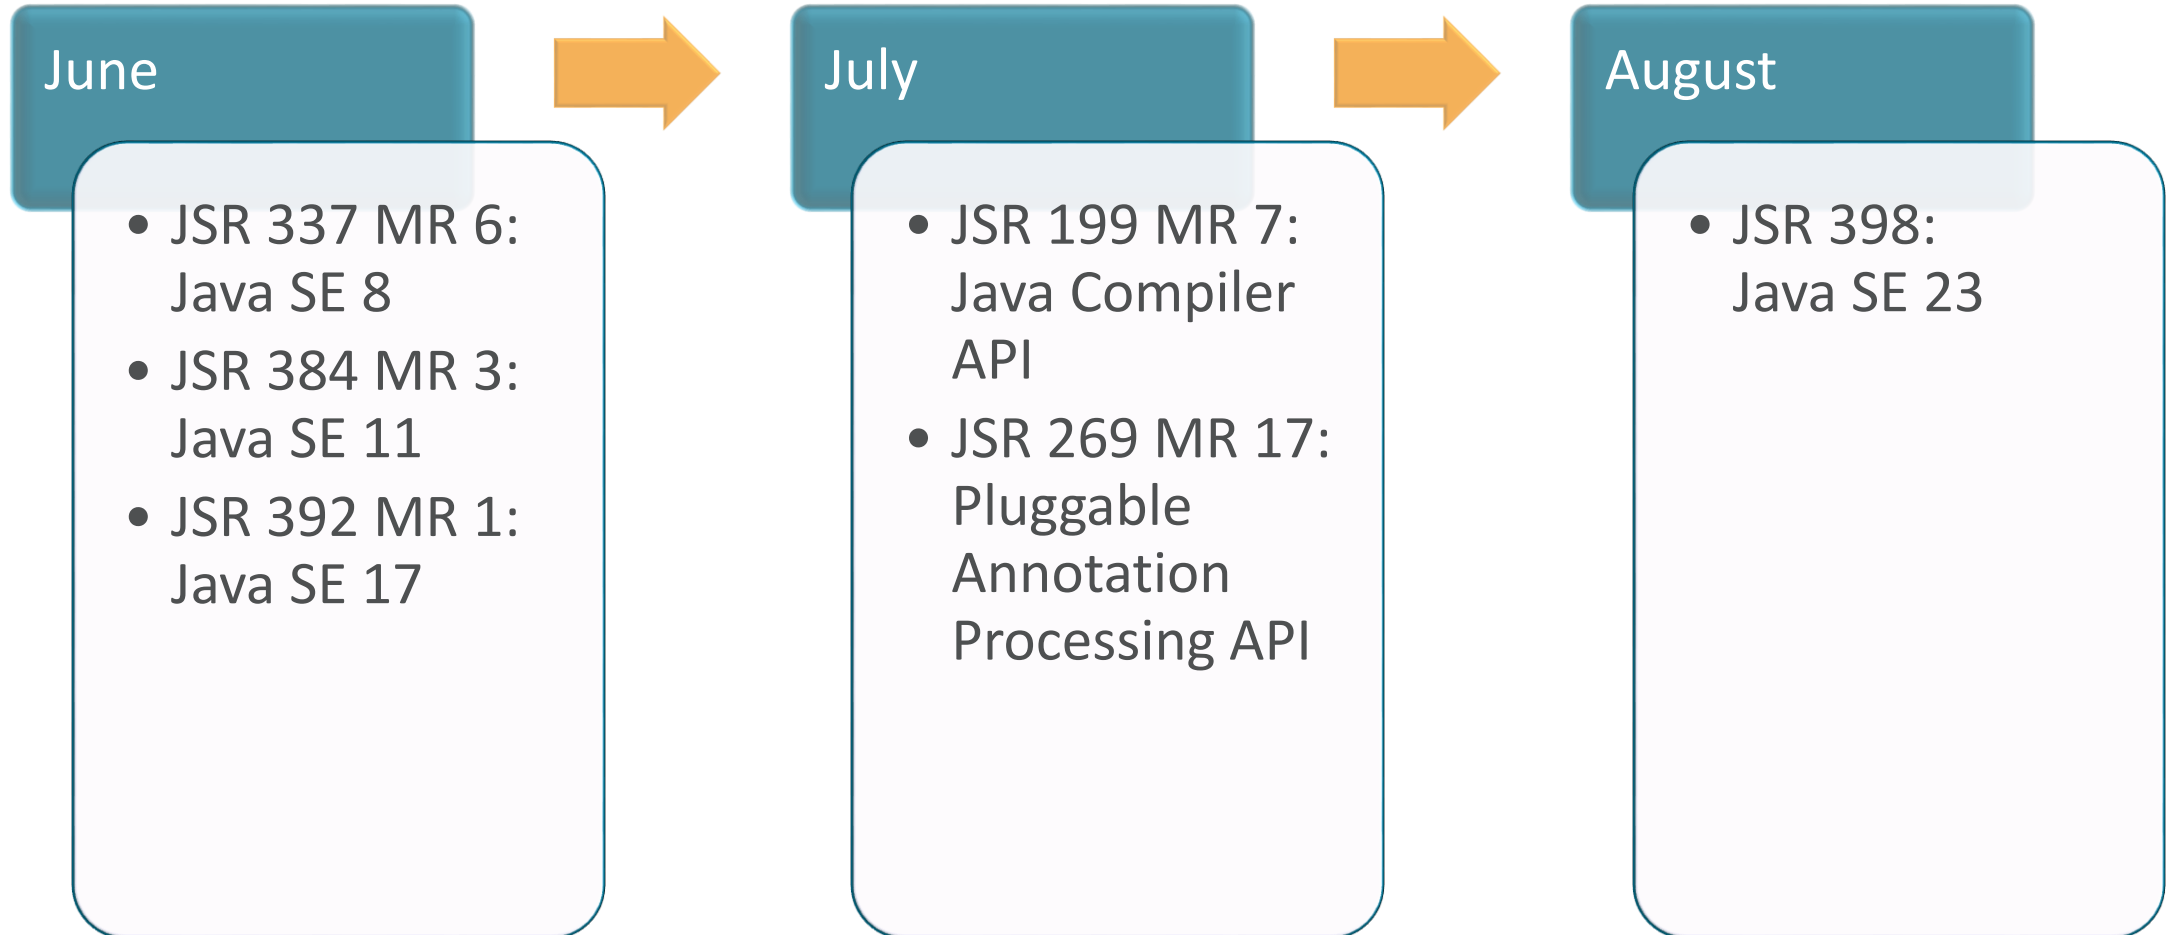 June
• JSR 337 MR 6:
Java SE 8
• JSR 384 MR 3:
Java SE 11
• JSR 392 MR 1:
Java SE 17
July
• JSR 199 MR 7:
Java Compiler
API
• JSR 269 MR 17:
Pluggable
Annotation
Processing API
August
• JSR 398:
Java SE 23